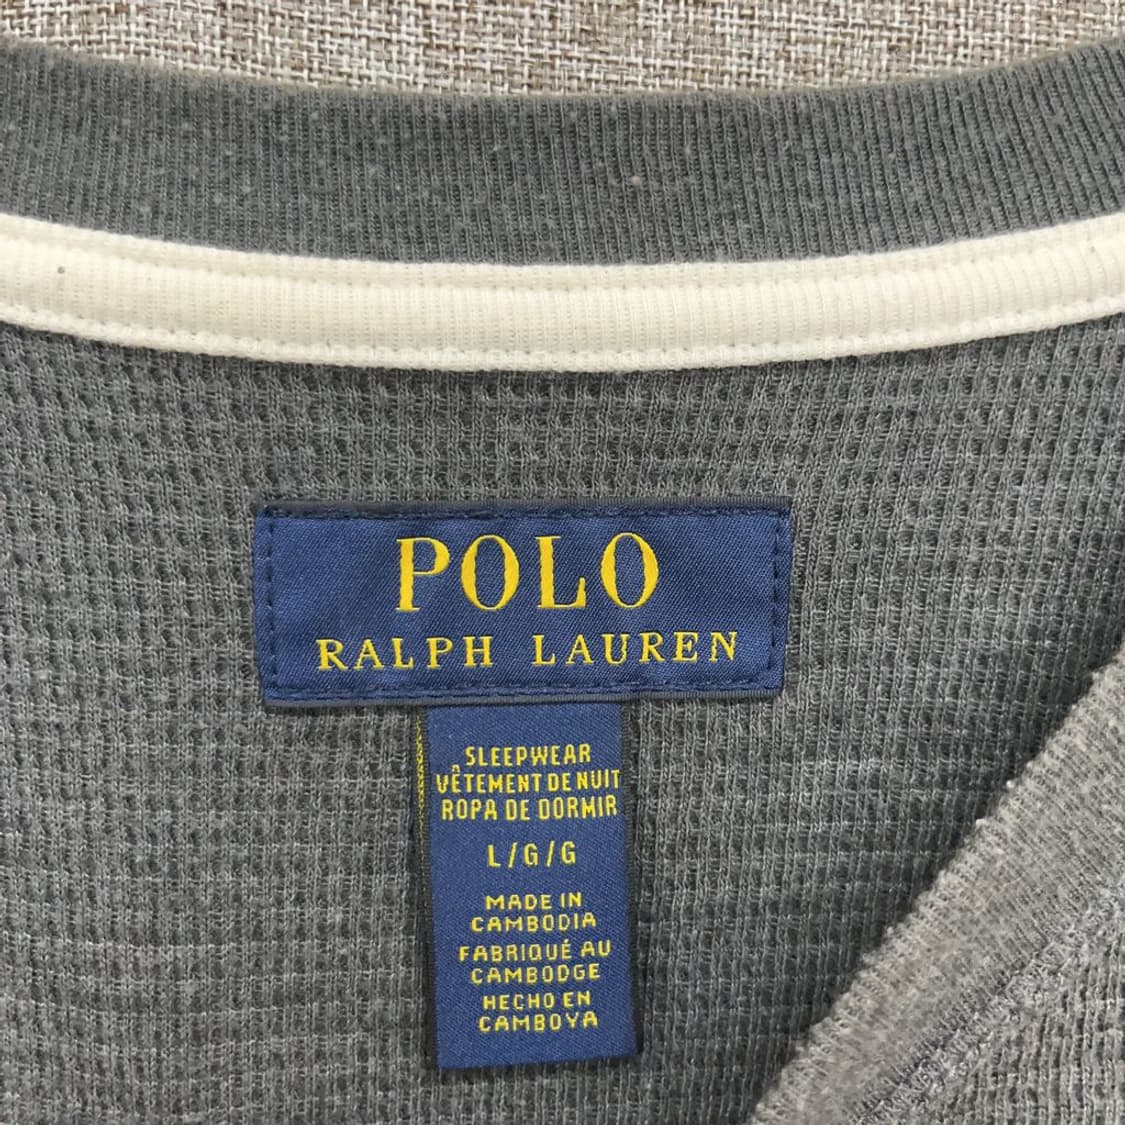 POLO
RALPH LAUREN
SLEEPWEAR
VÊTEMENT DE NUIT
ROPA DE DORMIR
L/G/G
MADE IN
CAMBODIA
FABRIQUÉ AU
CAMBODGE
HECHO EN
CAMBOYA